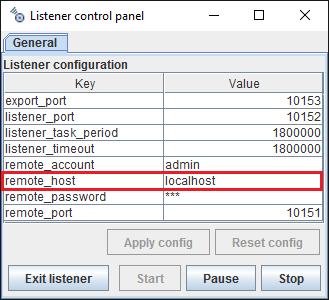 Listener control panel
General
Listener configuration
Key Value
export_port 10153
listener_port 10152
listener_task_period 1800000
listener_timeout 1800000
remote_account admin
remote_host localhost
remote_password ***
remote_port 10151
Apply config Reset config
Exit listener Start Pause Stop